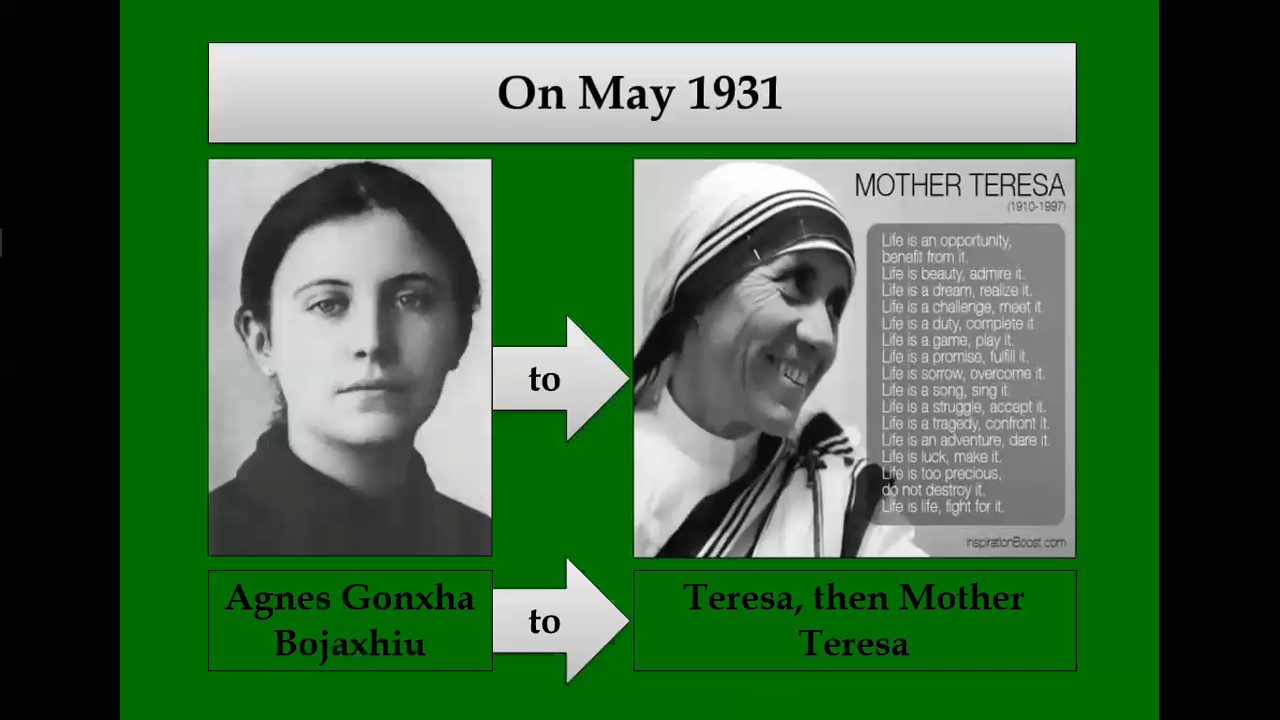 On May 1931
to
MOTHER TERESA
(1910-1997)
Life is an opportunity,
benefit from it.
Life is beauty, admire it.
Life is a dream, realize it.
Life is a challenge, meet it.
Life is a duty, complete it.
Life is a game, play it.
Life is a promise, fulfill it.
Life is sorrow, overcome it.
Life is a song, sing it.
Life is a struggle, accept it.
Life is a tragedy, confront it.
Life is an adventure, dare it.
Life is luck, make it.
Life is too precious,
do not destroy it.
Life is life, fight for it.
InspirationBoost.com
Agnes Gonxha
Bojaxhiu
to
Teresa, then Mother
Teresa